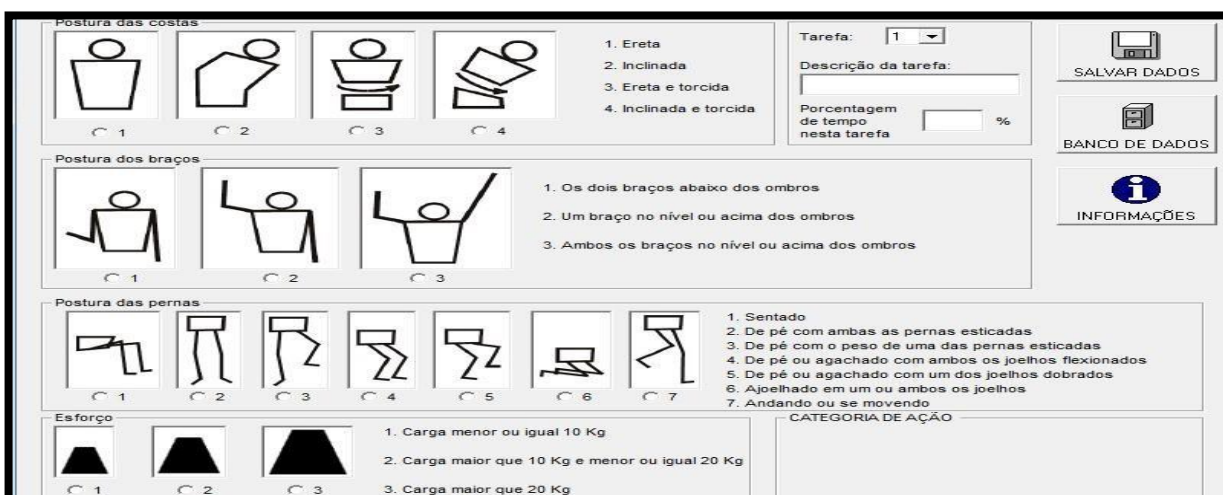 Postura das costas
1. Ereta
2. Inclinada
3. Ereta e torcida
4. Inclinada e torcida
1 2 3 4
Tarefa: 1
Descrição da tarefa:
Porcentagem
de tempo %
nesta tarefa
SALVAR DADOS
BANCO DE DADOS
INFORMAÇÕES
Postura dos braços
1. Os dois braços abaixo dos ombros
2. Um braço no nível ou acima dos ombros
3. Ambos os braços no nível ou acima dos ombros
1 2 3
Postura das pernas
1. Sentado
2. De pé com ambas as pernas esticadas
3. De pé com o peso de uma das pernas esticadas
4. De pé ou agachado com ambos os joelhos flexionados
5. De pé ou agachado com um dos joelhos dobrados
6. Ajoelhado em um ou ambos os joelhos
7. Andando ou se movendo
1 2 3 4 5 6 7
Esforço
1. Carga menor ou igual 10 Kg
2. Carga maior que 10 Kg e menor ou igual 20 Kg
3. Carga maior que 20 Kg
1 2 3
CATEGORIA DE AÇÃO